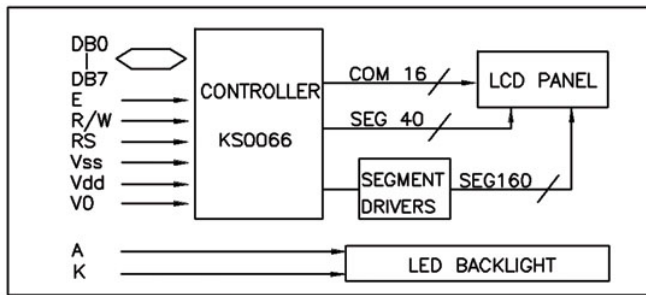 DB0
DB7
E
R/W
RS
Vss
Vdd
V0
A
K
CONTROLLER
KS0066
COM 16
SEG 40
SEGMENT
DRIVERS
SEG160
LCD PANEL
LED BACKLIGHT